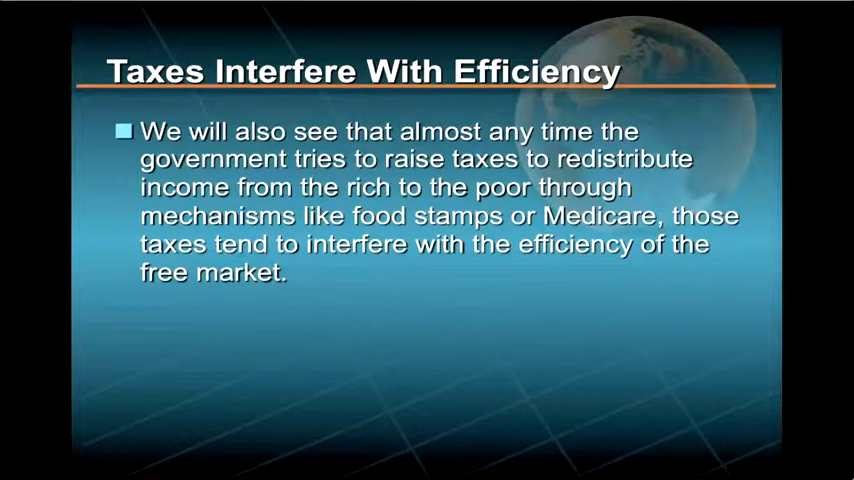 Taxes Interfere With Efficiency
We will also see that almost any time the
government tries to raise taxes to redistribute
income from the rich to the poor through
mechanisms like food stamps or Medicare, those
taxes tend to interfere with the efficiency of the
free market.